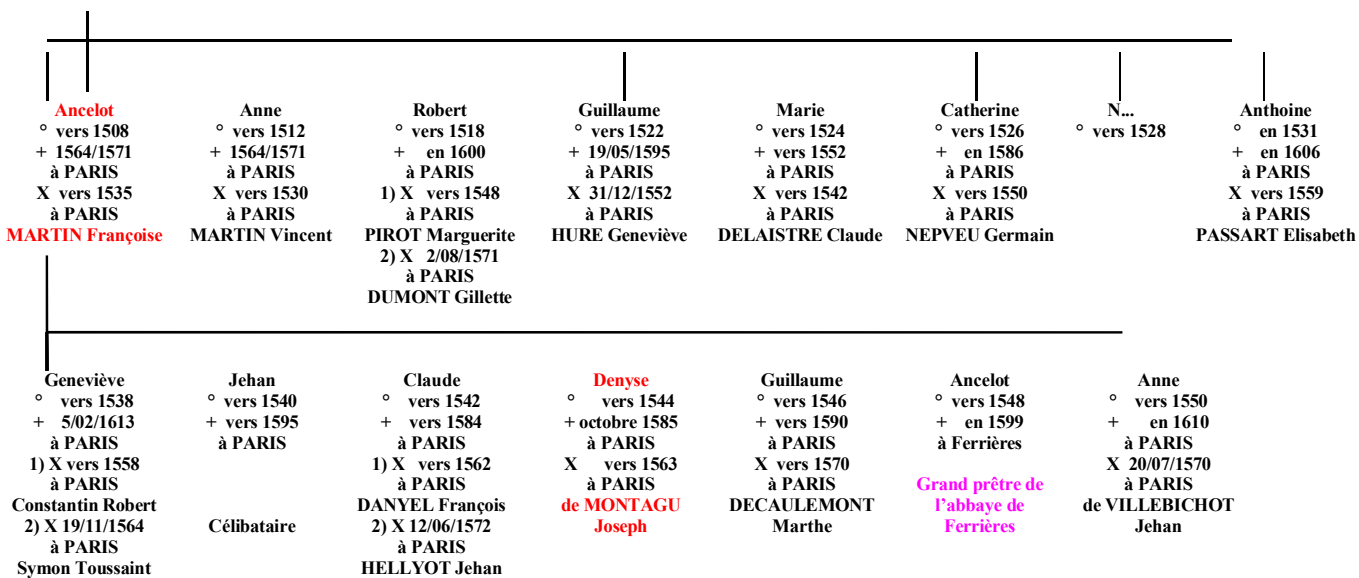 Ancelot
° vers 1508
+ 1564/1571
à PARIS
X vers 1535
à PARIS
MARTIN Françoise
Anne
° vers 1512
+ 1564/1571
à PARIS
X vers 1530
à PARIS
MARTIN Vincent
Robert
° vers 1518
+ en 1600
à PARIS
1) X vers 1548
à PARIS
PIROT Marguerite
2) X 2/08/1571
à PARIS
DUMONT Gillette
Guillaume
° vers 1522
+ 19/05/1595
à PARIS
X 31/12/1552
à PARIS
HURE Geneviève
Marie
° vers 1524
+ vers 1552
à PARIS
X vers 1542
à PARIS
DELAISTRE Claude
Catherine
° vers 1526
+ en 1586
à PARIS
X vers 1550
à PARIS
NEPVEU Germain
N...
° vers 1528
Anthoine
° en 1531
+ en 1606
à PARIS
X vers 1559
à PARIS
PASSART Elisabeth
Geneviève
° vers 1538
+ 5/02/1613
à PARIS
1) X vers 1558
à PARIS
Constantin Robert
2) X 19/11/1564
à PARIS
Symon Toussaint
Jehan
° vers 1540
+ vers 1595
à PARIS
Célibataire
Claude
° vers 1542
+ vers 1584
à PARIS
1) X vers 1562
à PARIS
DANYEL François
2) X 12/06/1572
à PARIS
HELLYOT Jehan
Denyse
° vers 1544
+ octobre 1585
à PARIS
X vers 1563
à PARIS
de MONTAGU
Joseph
Guillaume
° vers 1546
+ vers 1590
à PARIS
X vers 1570
à PARIS
DECAULEMONT
Marthe
Ancelot
° vers 1548
+ en 1599
à Ferrières
Grand prêtre de
l'abbaye de
Ferrières
Anne
° vers 1550
+ en 1610
à PARIS
X 20/07/1570
à PARIS
de VILLEBICHOT
Jehan